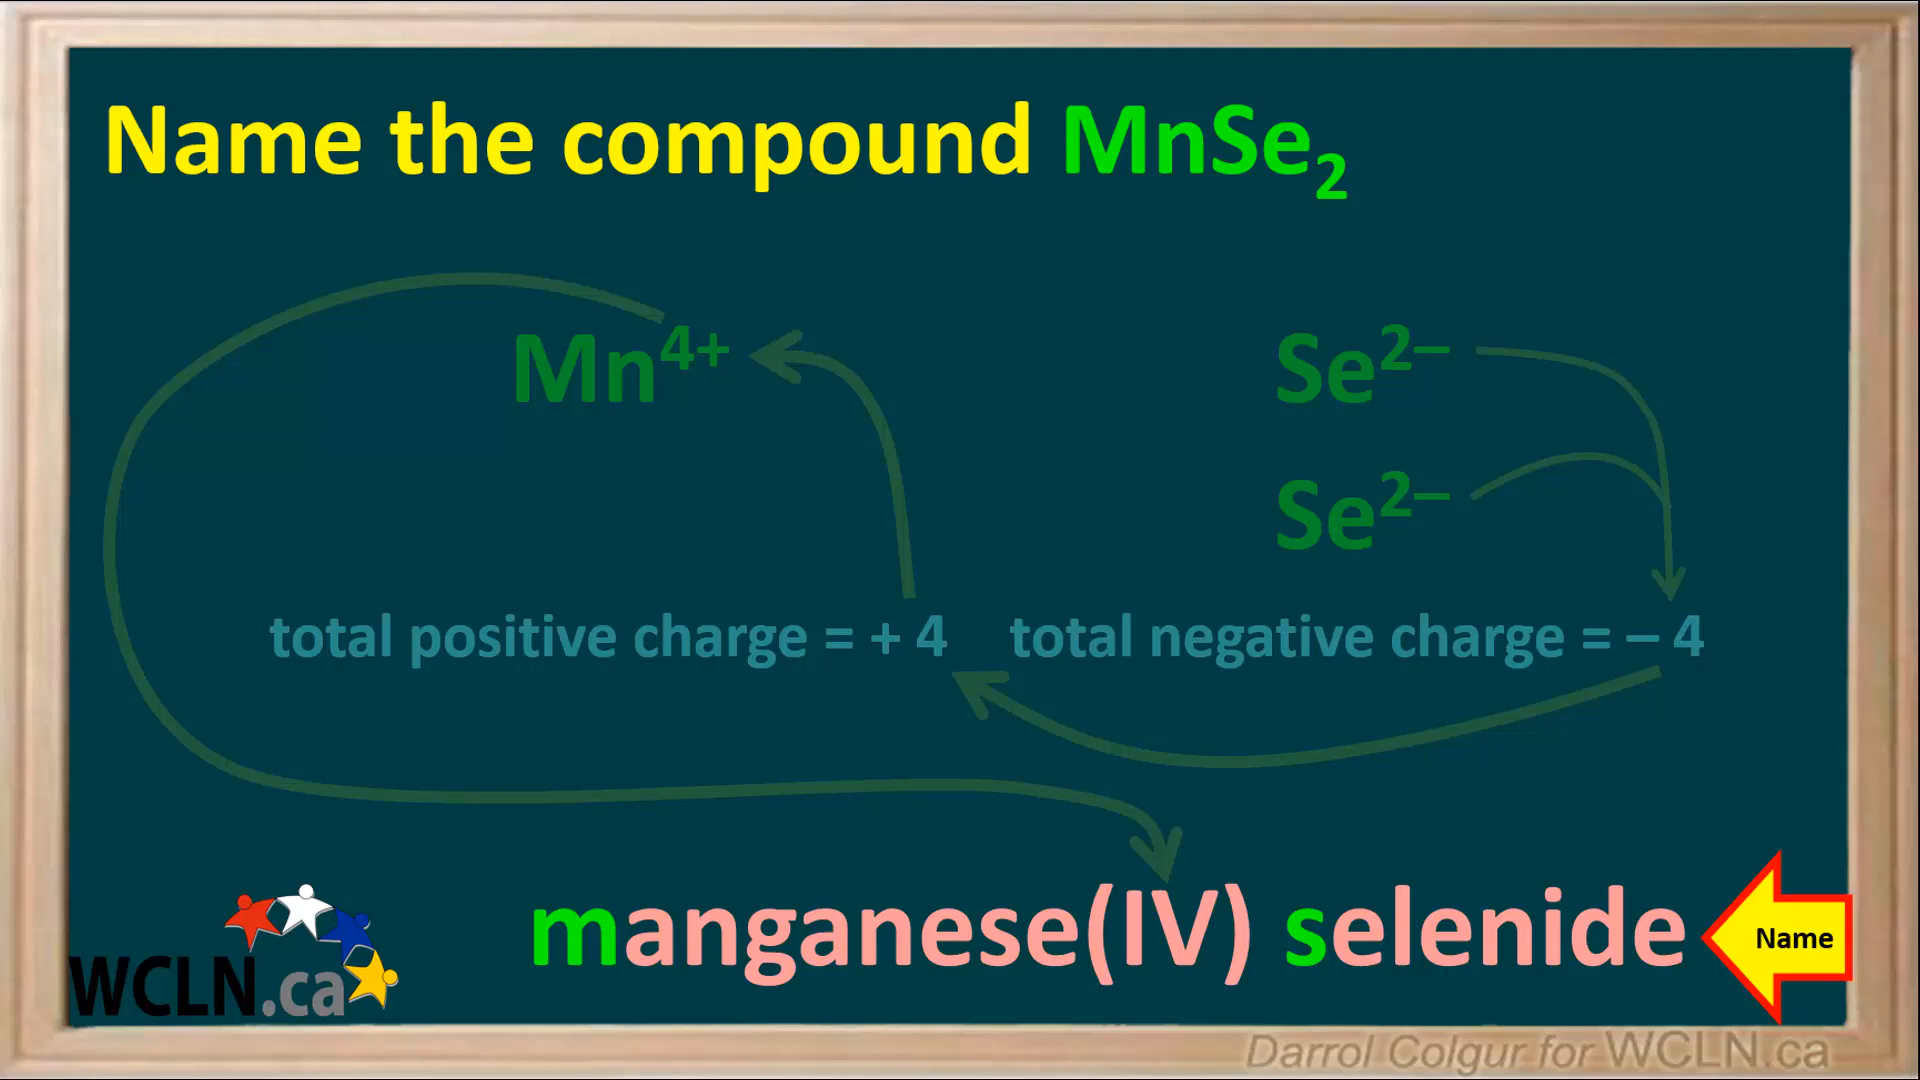 Name the compound MnSe₂
Mn⁴⁺ Se²⁻
Se²⁻
total positive charge = + 4 total negative charge = – 4
manganese(IV) selenide
Name
WCLN.ca
Darrol Colgur for WCLN.ca